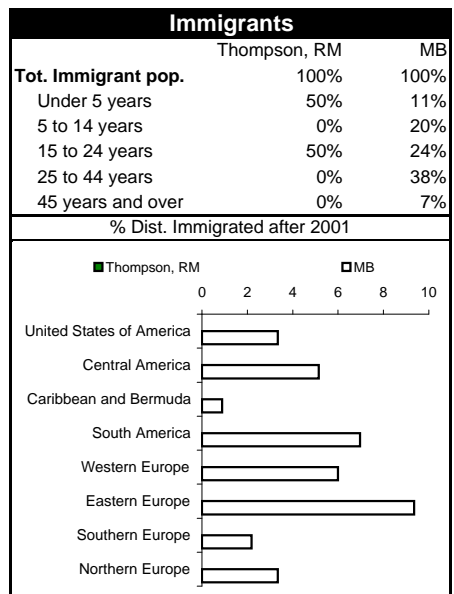 Immigrants
Thompson, RM MB
Tot. Immigrant pop. 100% 100%
Under 5 years 50% 11%
5 to 14 years 0% 20%
15 to 24 years 50% 24%
25 to 44 years 0% 38%
45 years and over 0% 7%
% Dist. Immigrated after 2001
Thompson, RM MB
0 2 4 6 8 10
United States of America
Central America
Caribbean and Bermuda
South America
Western Europe
Eastern Europe
Southern Europe
Northern Europe